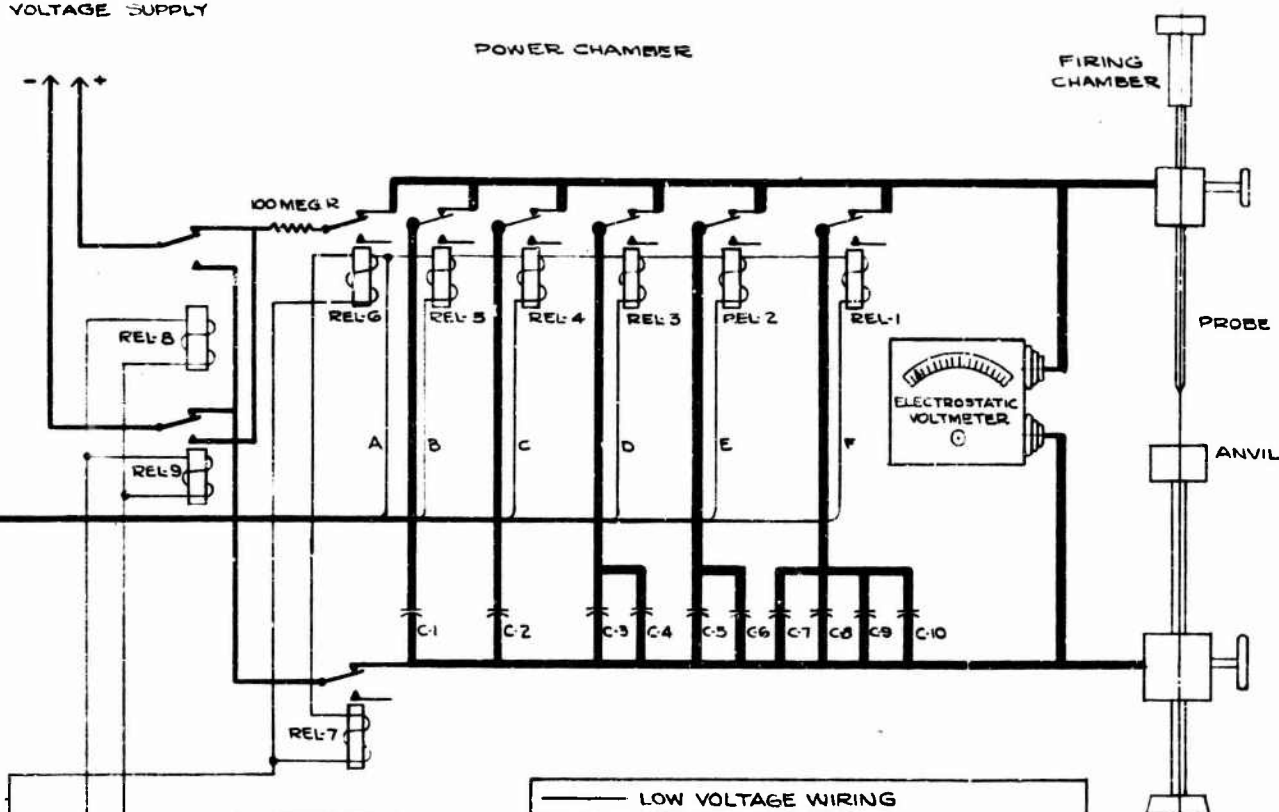 VOLTAGE SUPPLY
POWER CHAMBER
FIRING
CHAMBER
- +
100 MEG R
REL-6
REL-5
REL-4
REL-3
REL-2
REL-1
REL-8
PROBE
ELECTROSTATIC
VOLTMETER
A
B
C
D
E
F
ANVIL
REL-9
C-1
C-2
C-3
C-4
C-5
C-6
C-7
C-8
C-9
C-10
REL-7
LOW VOLTAGE WIRING